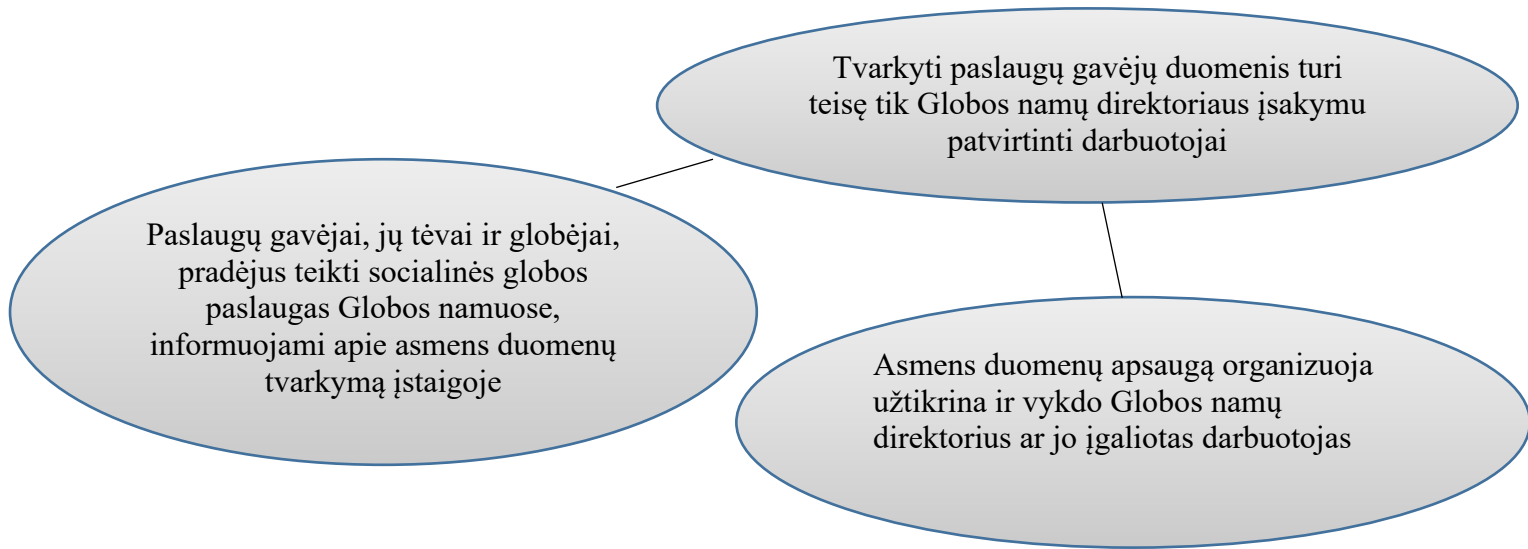 Tvarkyti paslaugų gavėjų duomenis turi
teisę tik Globos namų direktoriaus įsakymu
patvirtinti darbuotojai
Paslaugų gavėjai, jų tėvai ir globėjai,
pradėjus teikti socialinės globos
paslaugas Globos namuose,
informuojami apie asmens duomenų
tvarkymą įstaigoje
Asmens duomenų apsaugą organizuoja
užtikrina ir vykdo Globos namų
direktorius ar jo įgaliotas darbuotojas